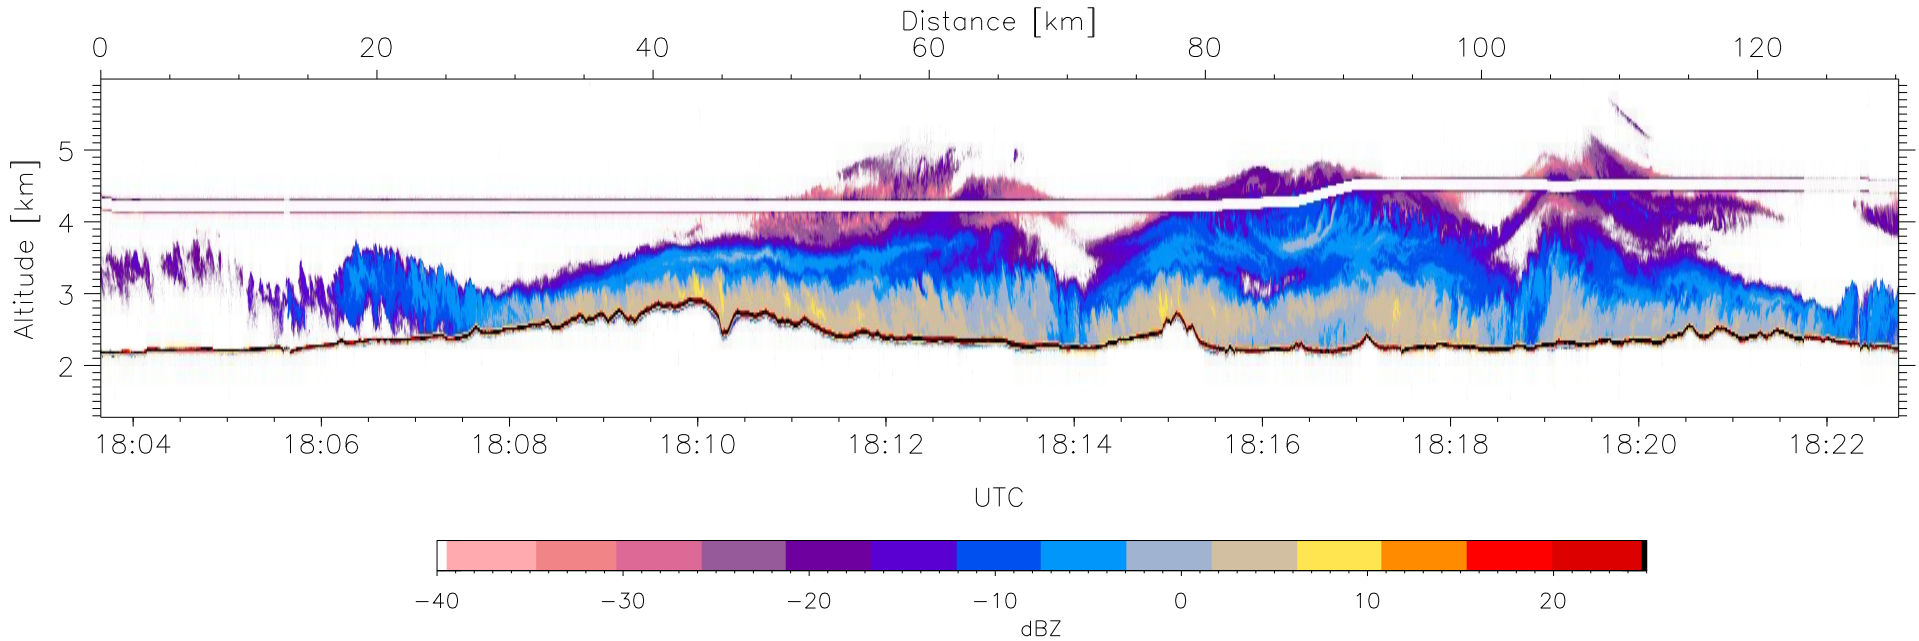 Distance [km]
0 20 40 60 80 100 120
Altitude [km]
5
4
3
2
18:04 18:06 18:08 18:10 18:12 18:14 18:16 18:18 18:20 18:22
UTC
−40 −30 −20 −10 0 10 20
dBZ